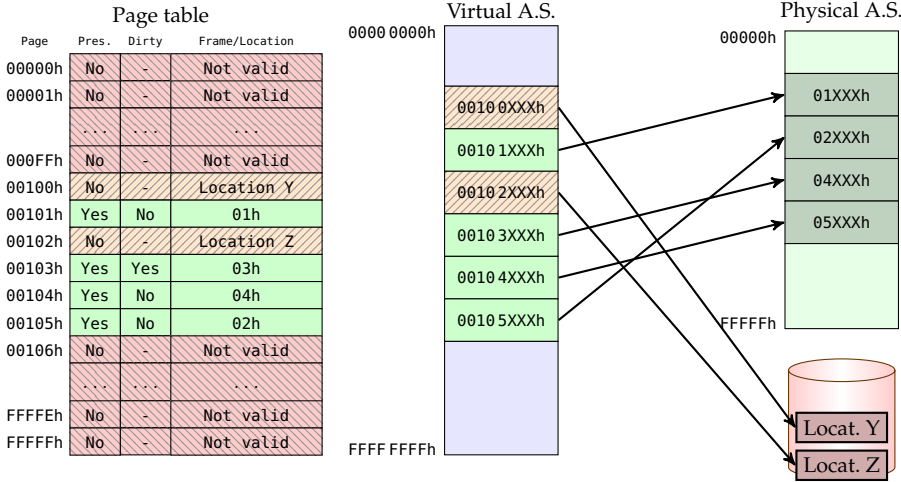 Page table
Page Pres. Dirty Frame/Location
00000h No - Not valid
00001h No - Not valid
... ... ...
000FFh No - Not valid
00100h No - Location Y
00101h Yes No 01h
00102h No - Location Z
00103h Yes Yes 03h
00104h Yes No 04h
00105h Yes No 02h
00106h No - Not valid
... ... ...
FFFFEh No - Not valid
FFFFFh No - Not valid
Virtual A.S.
0000 0000h
0010 0XXXh
0010 1XXXh
0010 2XXXh
0010 3XXXh
0010 4XXXh
0010 5XXXh
FFFF FFFFh
Physical A.S.
00000h
01XXXh
02XXXh
04XXXh
05XXXh
FFFFFh
Locat. Y
Locat. Z